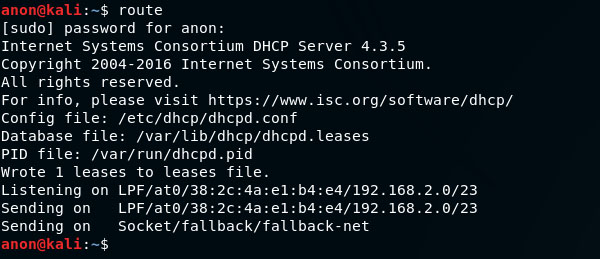 anon@kali:~$ route
[sudo] password for anon:
Internet Systems Consortium DHCP Server 4.3.5
Copyright 2004-2016 Internet Systems Consortium.
All rights reserved.
For info, please visit https://www.isc.org/software/dhcp/
Config file: /etc/dhcp/dhcpd.conf
Database file: /var/lib/dhcp/dhcpd.leases
PID file: /var/run/dhcpd.pid
Wrote 1 leases to leases file.
Listening on LPF/at0/38:2c:4a:e1:b4:e4/192.168.2.0/23
Sending on   LPF/at0/38:2c:4a:e1:b4:e4/192.168.2.0/23
Sending on   Socket/fallback/fallback-net
anon@kali:~$